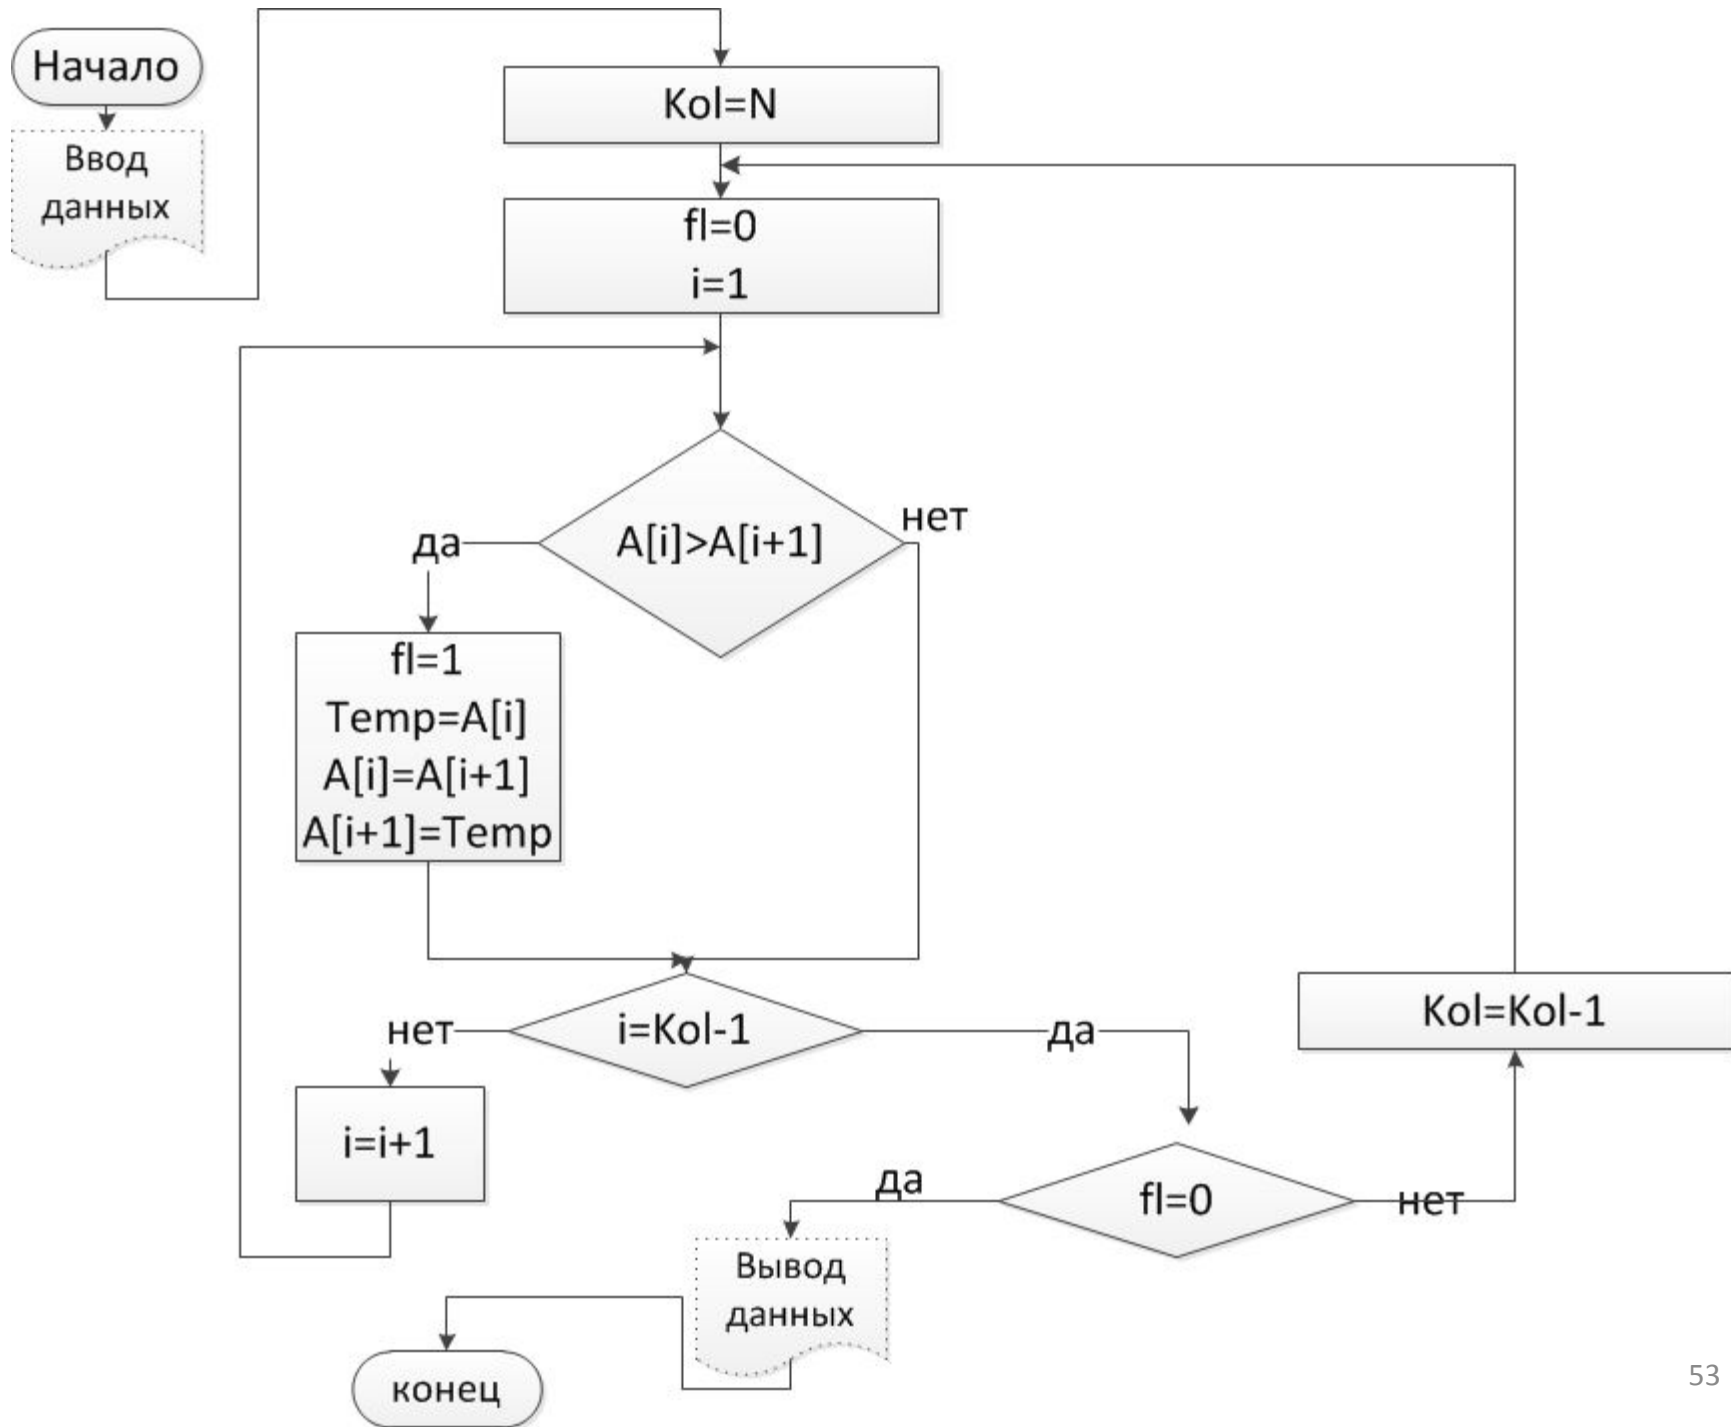 Начало
Ввод
данных
Kol=N
fl=0
i=1
A[i]>A[i+1]
да
нет
fl=1
Temp=A[i]
A[i]=A[i+1]
A[i+1]=Temp
i=Kol-1
нет
да
i=i+1
Kol=Kol-1
fl=0
да
нет
Вывод
данных
конец
53